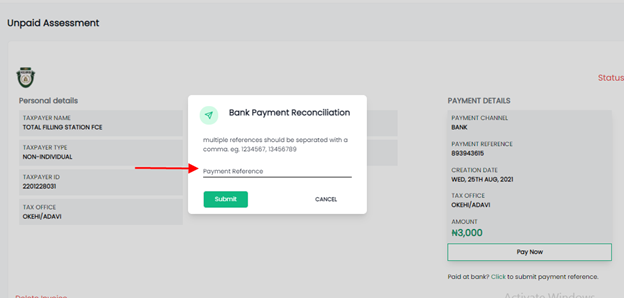 Unpaid Assessment
Status
Personal details
TAXPAYER NAME
TOTAL FILLING STATION FCE
TAXPAYER TYPE
NON-INDIVIDUAL
TAXPAYER ID
2201228031
TAX OFFICE
OKEHI/ADAVI
Bank Payment Reconciliation
multiple references should be separated with a
comma. eg, 1234567, 13456789
Payment Reference
Submit
CANCEL
PAYMENT DETAILS
PAYMENT CHANNEL
BANK
PAYMENT REFERENCE
893943615
CREATION DATE
WED, 25TH AUG, 2021
TAX OFFICE
OKEHI/ADAVI
AMOUNT
₦3,000
Pay Now
Paid at bank? Click to submit payment reference.
Delete Invoice
Activate Windows